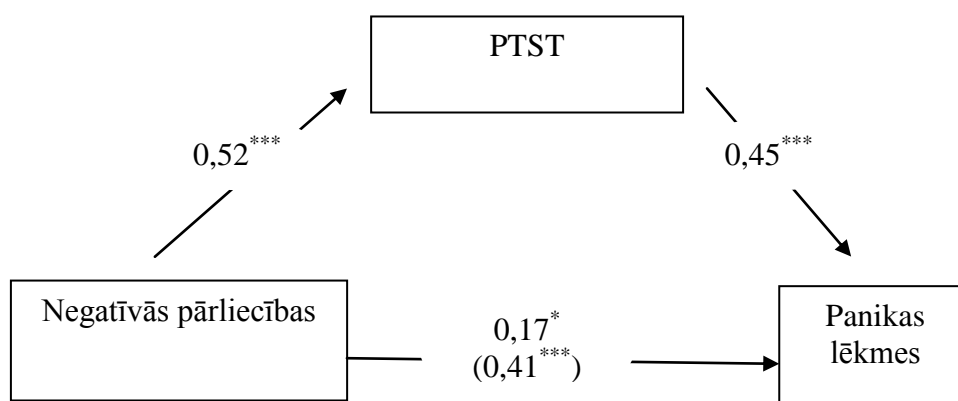 PTST
0,52***
0,45***
Negatīvās pārliecības
0,17*
(0,41***)
Panikas
lēkmes